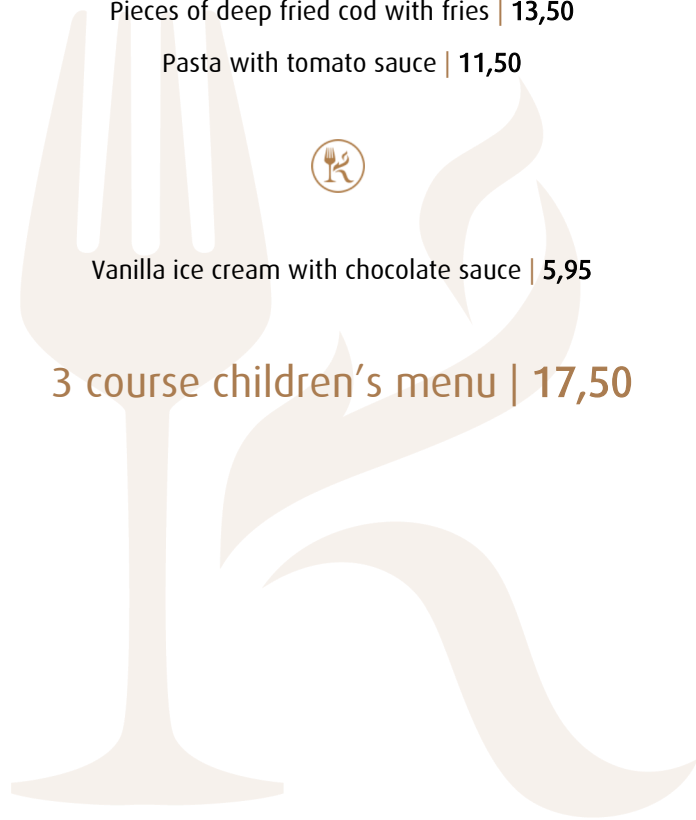 Pieces of deep fried cod with fries | 13,50
Pasta with tomato sauce | 11,50
Vanilla ice cream with chocolate sauce | 5,95
3 course children’s menu | 17,50